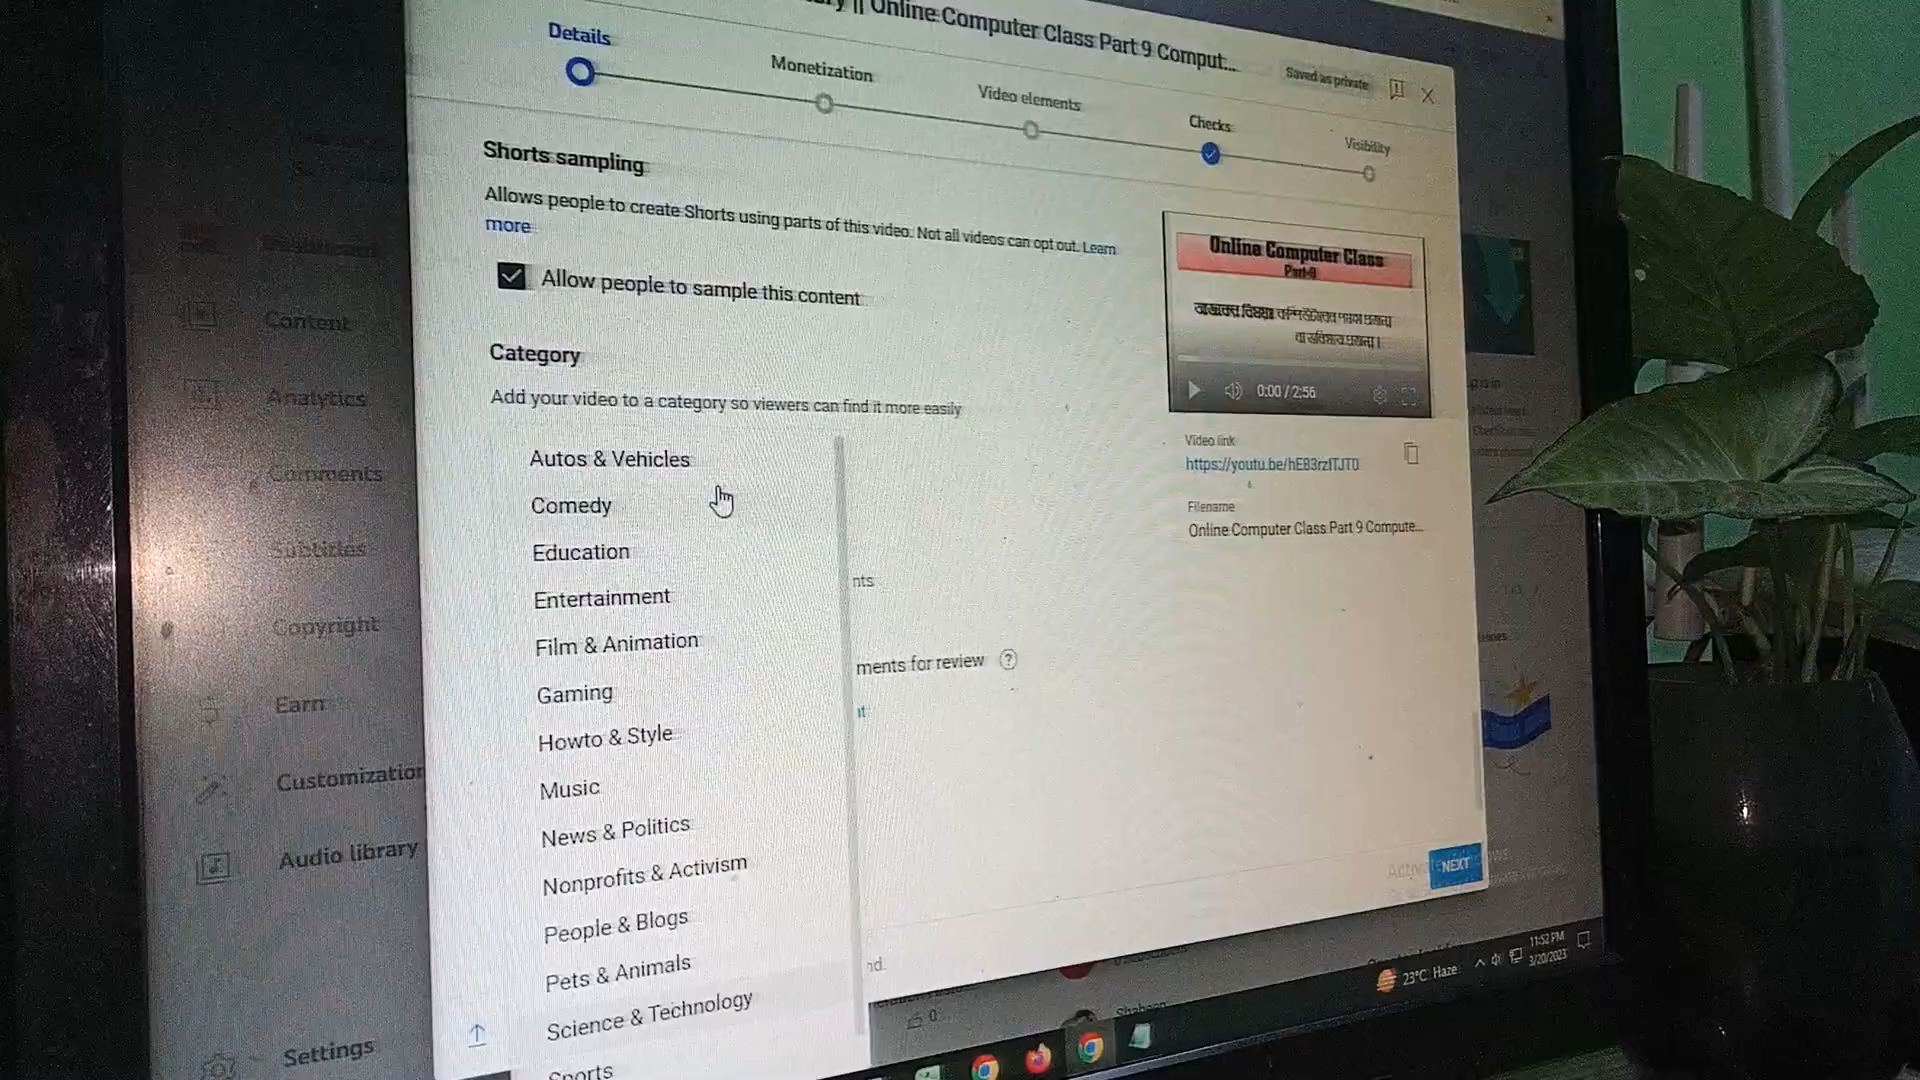 Online Computer Class Part 9 Comput...
Saved as private
Details
Monetization
Video elements
Checks
Visibility
Shorts sampling
Allows people to create Shorts using parts of this video. Not all videos can opt out. Learn
more
Allow people to sample this content
Category
Add your video to a category so viewers can find it more easily
Autos & Vehicles
Comedy
Education
Entertainment
Film & Animation
Gaming
Howto & Style
Music
News & Politics
Nonprofits & Activism
People & Blogs
Pets & Animals
Science & Technology
Sports
nts
ments for review
it
nd.
Online Computer Class
Part-9
0:00 / 2:56
Video link
Filename
Online Computer Class Part 9 Compute...
NEXT
Content
Analytics
Comments
Subtitles
Copyright
Earn
Customization
Audio library
Settings
0
23°C Haze
11:52 PM
3/20/2023